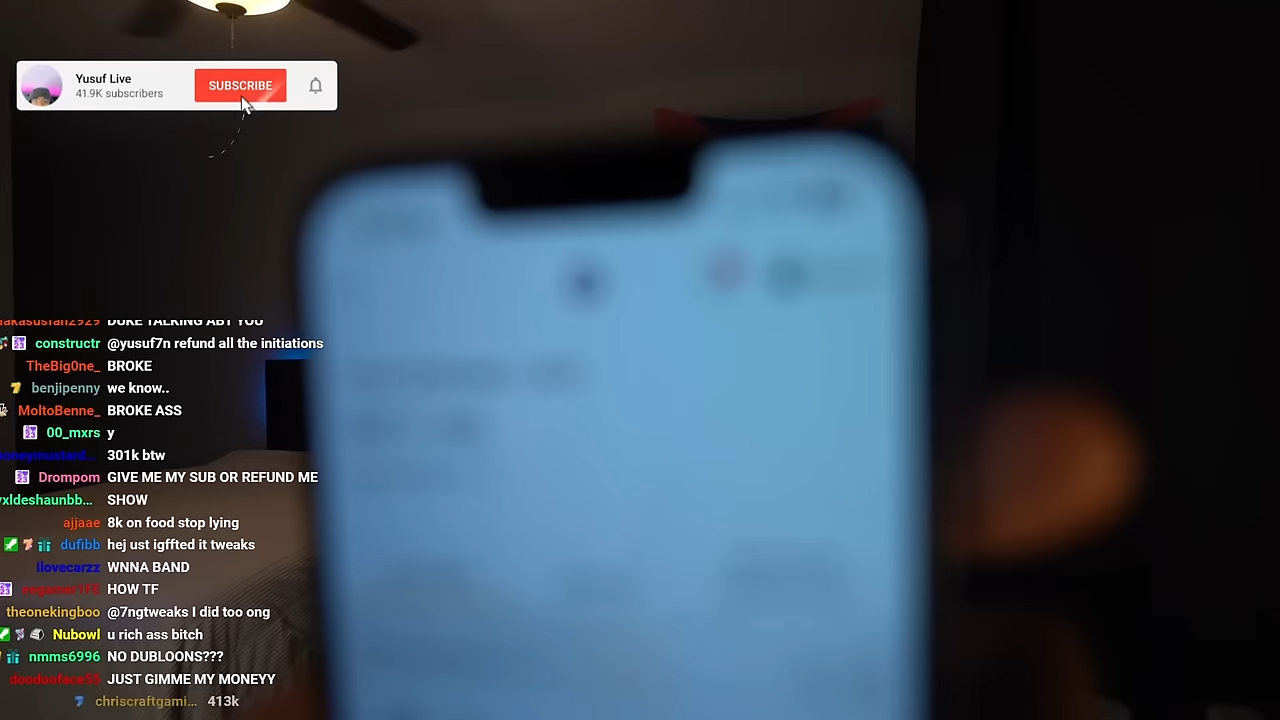 Yusuf Live
41.9K subscribers
SUBSCRIBE
DUKE TALKING ABT YOU
constructr @yusuf7n refund all the initiations
TheBig0ne_ BROKE
benjipenny we know..
MoltoBenne_ BROKE ASS
00_mxrs y
301k btw
Drompom GIVE ME MY SUB OR REFUND ME
SHOW
ajjaae 8k on food stop lying
dufibb hej ust igffted it tweaks
ilovecarzz WNNA BAND
HOW TF
theonekingboo @7ngtweaks I did too ong
Nubowl u rich ass bitch
nmms6996 NO DUBLOONS???
doodooface55 JUST GIMME MY MONEYY
chriscraftgami... 413k